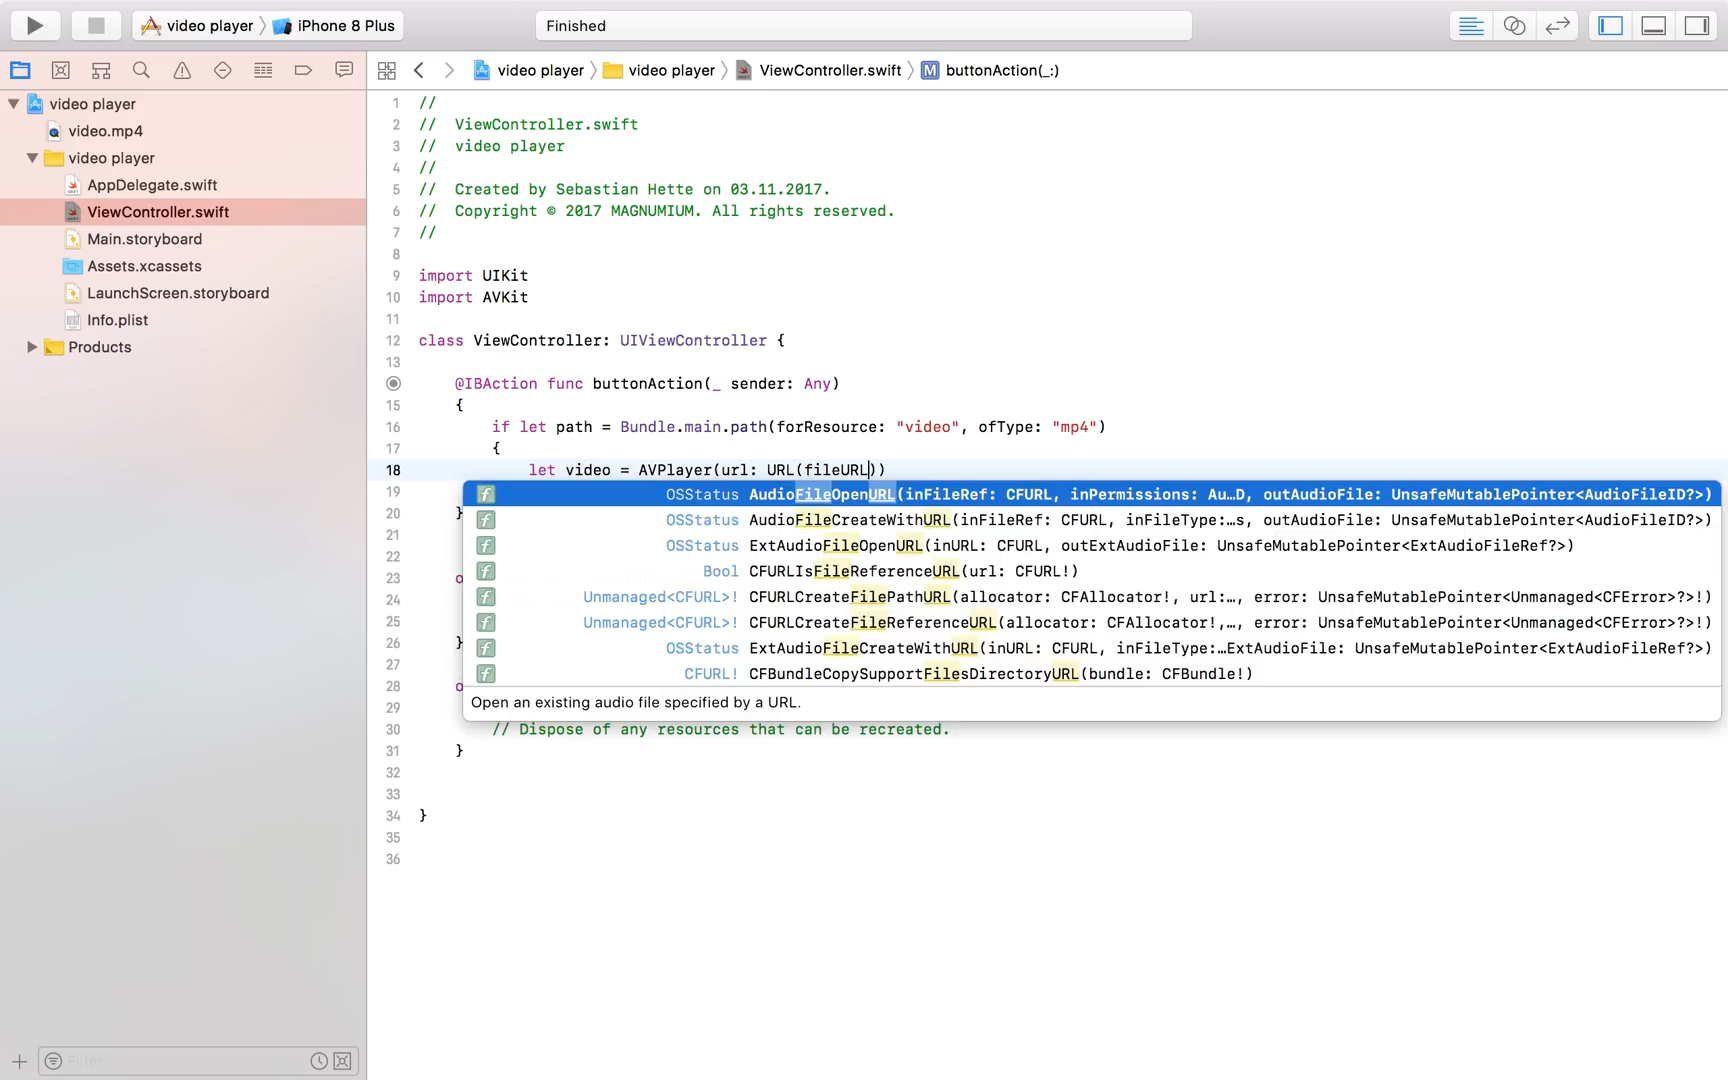 video player
iPhone 8 Plus
Finished
video player
video player
ViewController.swift
M
buttonAction(_:)
video player
video.mp4
video player
AppDelegate.swift
ViewController.swift
Main.storyboard
Assets.xcassets
LaunchScreen.storyboard
Info.plist
Products
1 //
2 // ViewController.swift
3 // video player
4 //
5 // Created by Sebastian Hette on 03.11.2017.
6 // Copyright © 2017 MAGNUMIUM. All rights reserved.
7 //
8
9 import UIKit
10 import AVKit
11
12 class ViewController: UIViewController {
13
@IBAction func buttonAction(_ sender: Any)
15 {
16 if let path = Bundle.main.path(forResource: "video", ofType: "mp4")
17 {
18 let video = AVPlayer(url: URL(fileURL))
19
20 }
21
22
23 o
24
25
26 }
27
28 o
29
30 // Dispose of any resources that can be recreated.
31 }
32
33
34 }
35
36
f OSStatus AudioFileOpenURL(inFileRef: CFURL, inPermissions: Au…D, outAudioFile: UnsafeMutablePointer<AudioFileID?>)
f OSStatus AudioFileCreateWithURL(inFileRef: CFURL, inFileType:…s, outAudioFile: UnsafeMutablePointer<AudioFileID?>)
f OSStatus ExtAudioFileOpenURL(inURL: CFURL, outExtAudioFile: UnsafeMutablePointer<ExtAudioFileRef?>)
f Bool CFURLIsFileReferenceURL(url: CFURL!)
f Unmanaged<CFURL>! CFURLCreateFilePathURL(allocator: CFAllocator!, url:…, error: UnsafeMutablePointer<Unmanaged<CFError>?>!)
f Unmanaged<CFURL>! CFURLCreateFileReferenceURL(allocator: CFAllocator!,…, error: UnsafeMutablePointer<Unmanaged<CFError>?>!)
f OSStatus ExtAudioFileCreateWithURL(inURL: CFURL, inFileType:…ExtAudioFile: UnsafeMutablePointer<ExtAudioFileRef?>)
f CFURL! CFBundleCopySupportFilesDirectoryURL(bundle: CFBundle!)
Open an existing audio file specified by a URL.
Filter